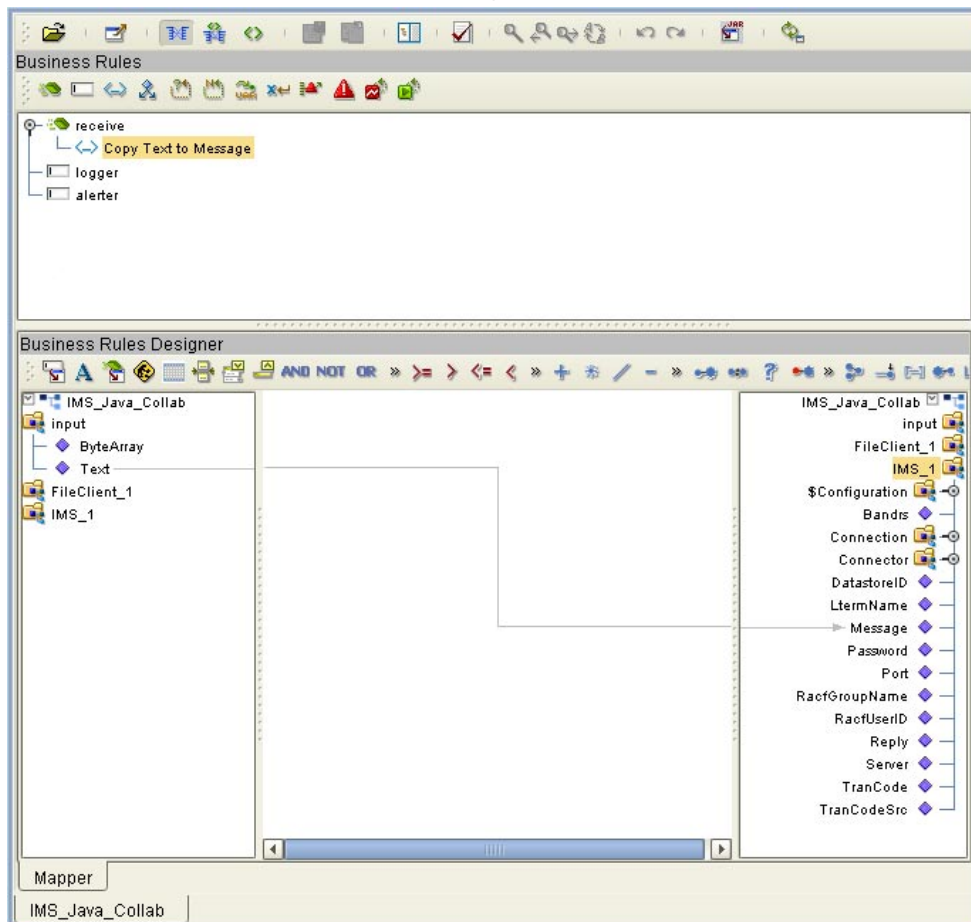 JAR
Business Rules
receive
Copy Text to Message
logger
alerter
Business Rules Designer
A AND NOT OR » >= > <= < » + * / - » ? »
IMS_Java_Collab
input
ByteArray
Text
FileClient_1
IMS_1
IMS_Java_Collab
input
FileClient_1
IMS_1
$Configuration
Bandrs
Connection
Connector
DatastoreID
LtermName
Message
Password
Port
RacfGroupName
RacfUserID
Reply
Server
TranCode
TranCodeSrc
Mapper
IMS_Java_Collab